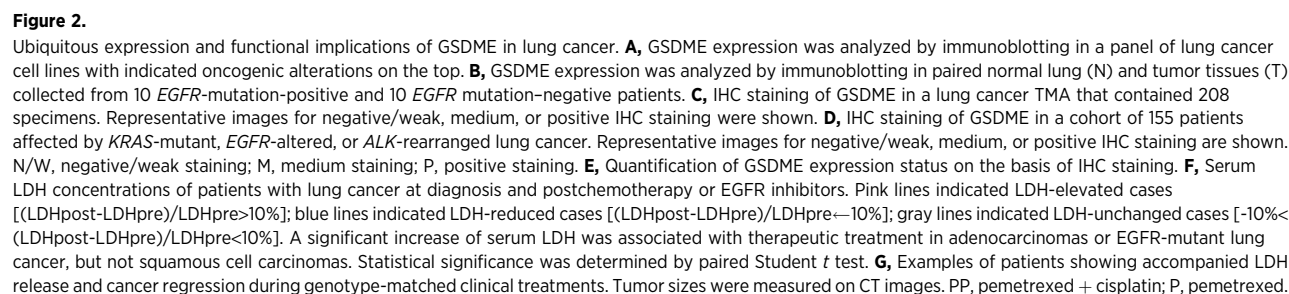 Figure 2.
Ubiquitous expression and functional implications of GSDME in lung cancer. A, GSDME expression was analyzed by immunoblotting in a panel of lung cancer
cell lines with indicated oncogenic alterations on the top. B, GSDME expression was analyzed by immunoblotting in paired normal lung (N) and tumor tissues (T)
collected from 10 EGFR-mutation-positive and 10 EGFR mutation–negative patients. C, IHC staining of GSDME in a lung cancer TMA that contained 208
specimens. Representative images for negative/weak, medium, or positive IHC staining were shown. D, IHC staining of GSDME in a cohort of 155 patients
affected by KRAS-mutant, EGFR-altered, or ALK-rearranged lung cancer. Representative images for negative/weak, medium, or positive IHC staining are shown.
N/W, negative/weak staining; M, medium staining; P, positive staining. E, Quantification of GSDME expression status on the basis of IHC staining. F, Serum
LDH concentrations of patients with lung cancer at diagnosis and postchemotherapy or EGFR inhibitors. Pink lines indicated LDH-elevated cases
[(LDHpost-LDHpre)/LDHpre>10%]; blue lines indicated LDH-reduced cases [(LDHpost-LDHpre)/LDHpre←10%]; gray lines indicated LDH-unchanged cases [-10%<
(LDHpost-LDHpre)/LDHpre<10%]. A significant increase of serum LDH was associated with therapeutic treatment in adenocarcinomas or EGFR-mutant lung
cancer, but not squamous cell carcinomas. Statistical significance was determined by paired Student t test. G, Examples of patients showing accompanied LDH
release and cancer regression during genotype-matched clinical treatments. Tumor sizes were measured on CT images. PP, pemetrexed + cisplatin; P, pemetrexed.